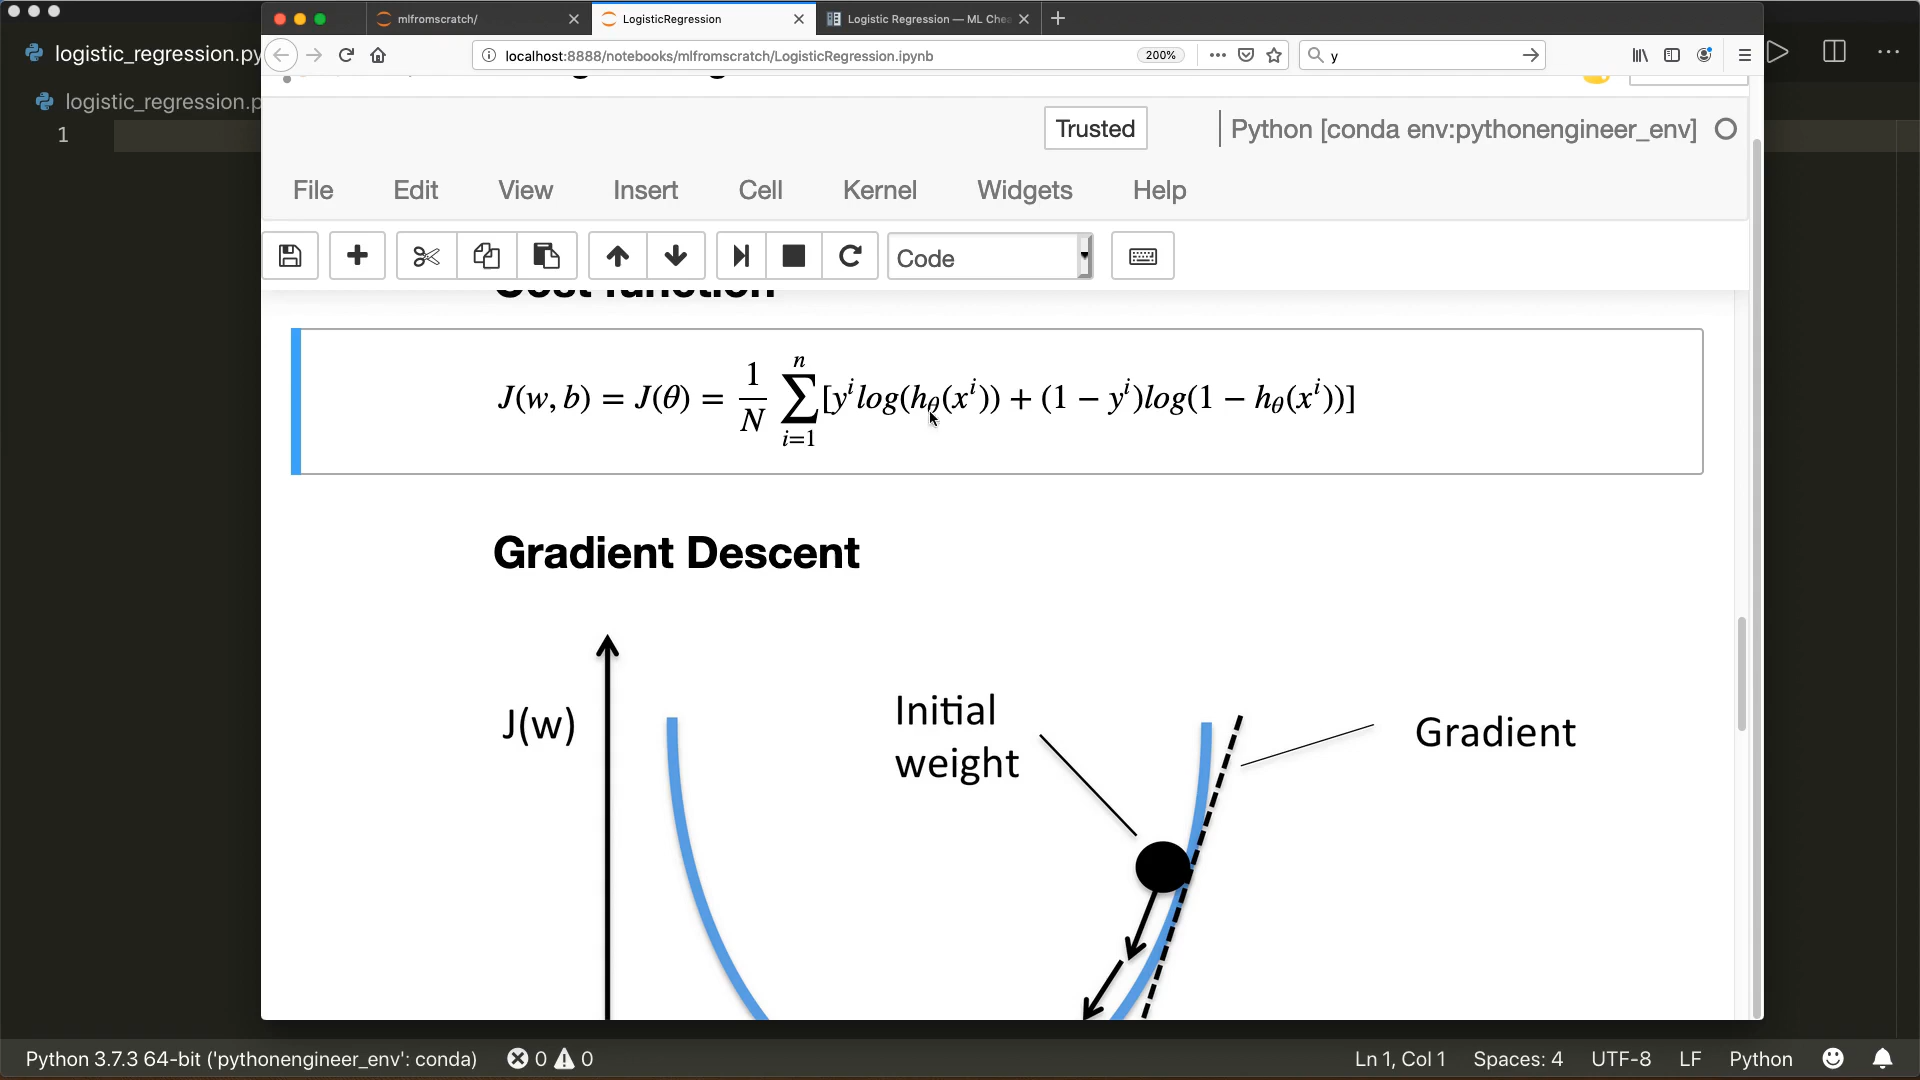 mlfromscratch/
LogisticRegression
Logistic Regression — ML Chea
logistic_regression.py
localhost:8888/notebooks/mlfromscratch/LogisticRegression.ipynb
200%
y
logistic_regression.p
1
Trusted
Python [conda env:pythonengineer_env]
File Edit View Insert Cell Kernel Widgets Help
Code
Cost function
J(w, b) = J(θ) = 1/N ∑_{i=1}^{n} [y^i log(h_θ(x^i)) + (1 − y^i)log(1 − h_θ(x^i))]
Gradient Descent
J(w)
Initial
weight
Gradient
Python 3.7.3 64-bit ('pythonengineer_env': conda) 0 0 Ln 1, Col 1 Spaces: 4 UTF-8 LF Python